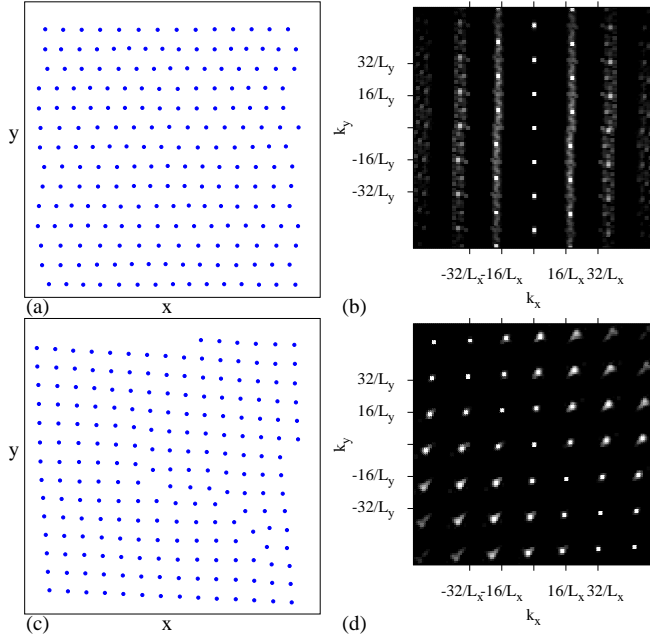 y
(a)
x
32/L_y
16/L_y
k_y
-16/L_y
-32/L_y
-32/L_x -16/L_x 16/L_x 32/L_x
(b)
k_x
y
(c)
x
32/L_y
16/L_y
k_y
-16/L_y
-32/L_y
-32/L_x -16/L_x 16/L_x 32/L_x
(d)
k_x